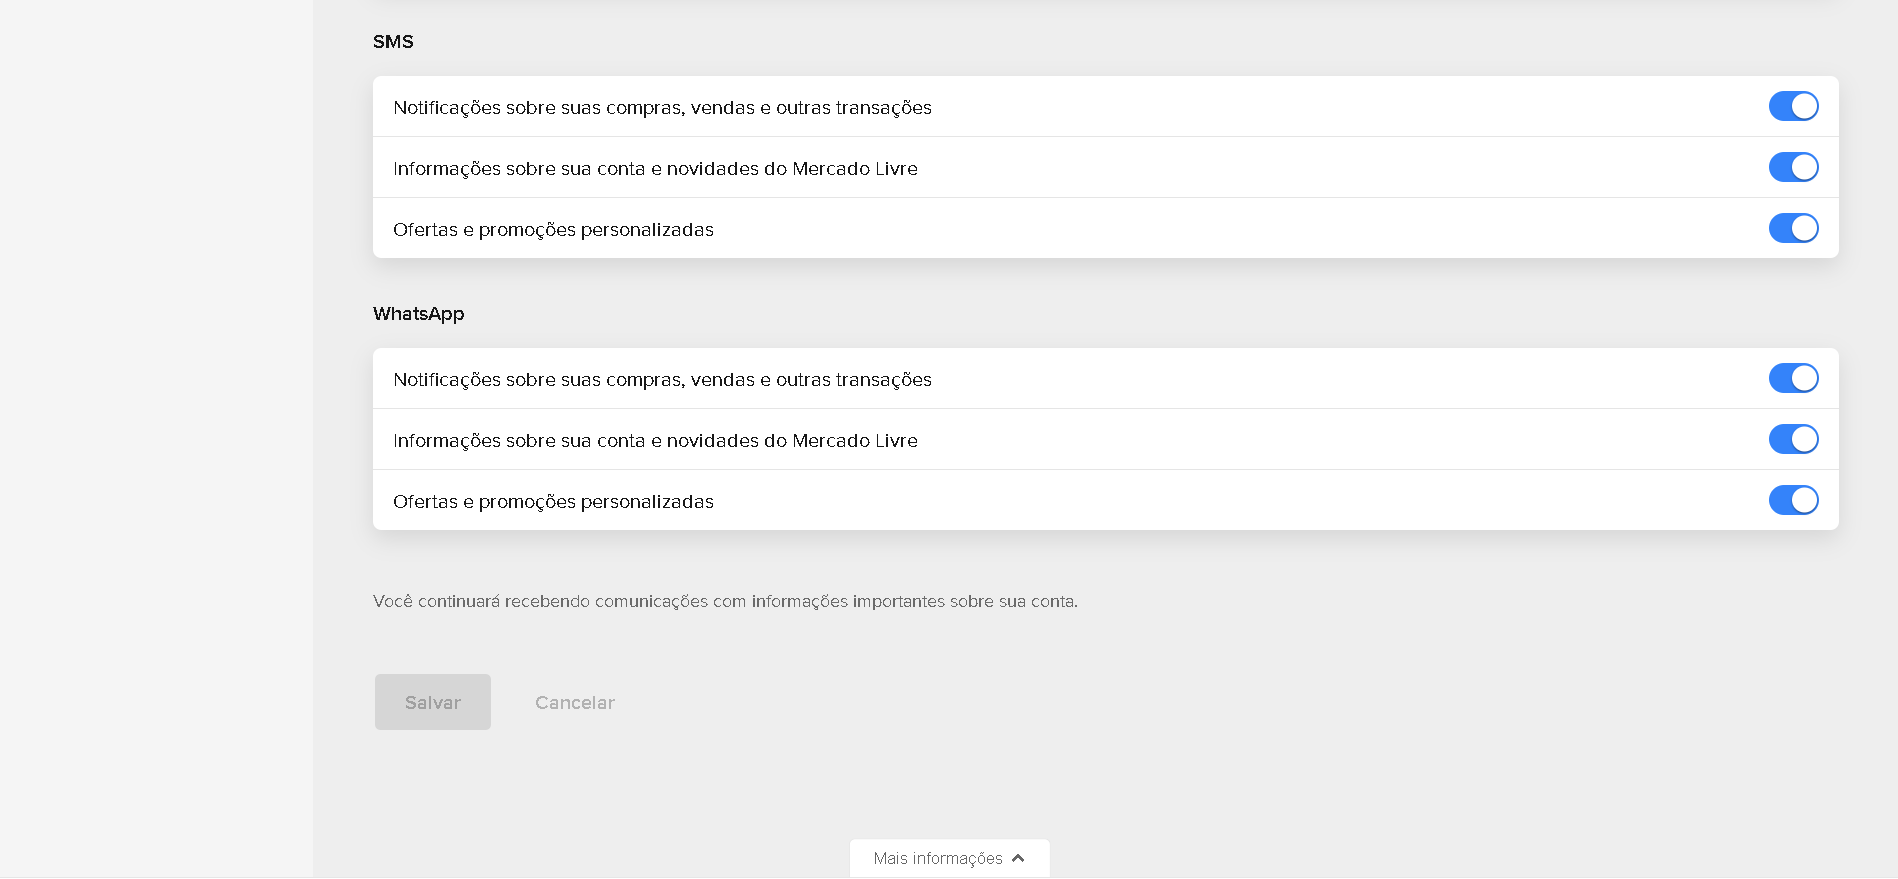 SMS
Notificações sobre suas compras, vendas e outras transações
Informações sobre sua conta e novidades do Mercado Livre
Ofertas e promoções personalizadas
WhatsApp
Notificações sobre suas compras, vendas e outras transações
Informações sobre sua conta e novidades do Mercado Livre
Ofertas e promoções personalizadas
Você continuará recebendo comunicações com informações importantes sobre sua conta.
Salvar Cancelar
Mais informações